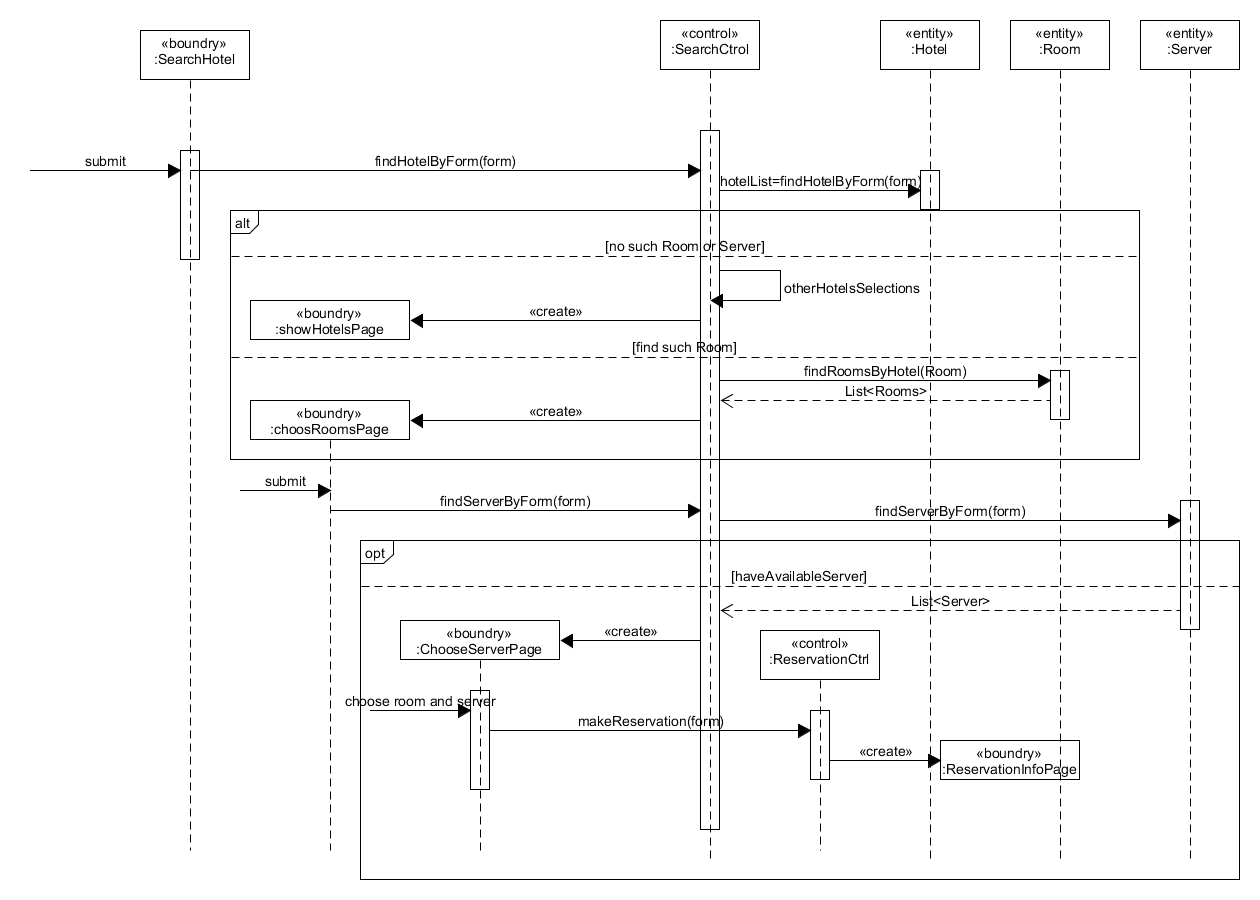 «boundry»
:SearchHotel
«control»
:SearchCtrol
«entity»
:Hotel
«entity»
:Room
«entity»
:Server
submit
findHotelByForm(form)
hotelList=findHotelByForm(form)
alt
[no such Room or Server]
otherHotelsSelections
«boundry»
:showHotelsPage
«create»
[find such Room]
findRoomsByHotel(Room)
List<Rooms>
«boundry»
:choosRoomsPage
«create»
submit
findServerByForm(form)
findServerByForm(form)
opt
[haveAvailableServer]
List<Server>
«boundry»
:ChooseServerPage
«create»
«control»
:ReservationCtrl
choose room and server
makeReservation(form)
«create»
«boundry»
:ReservationInfoPage